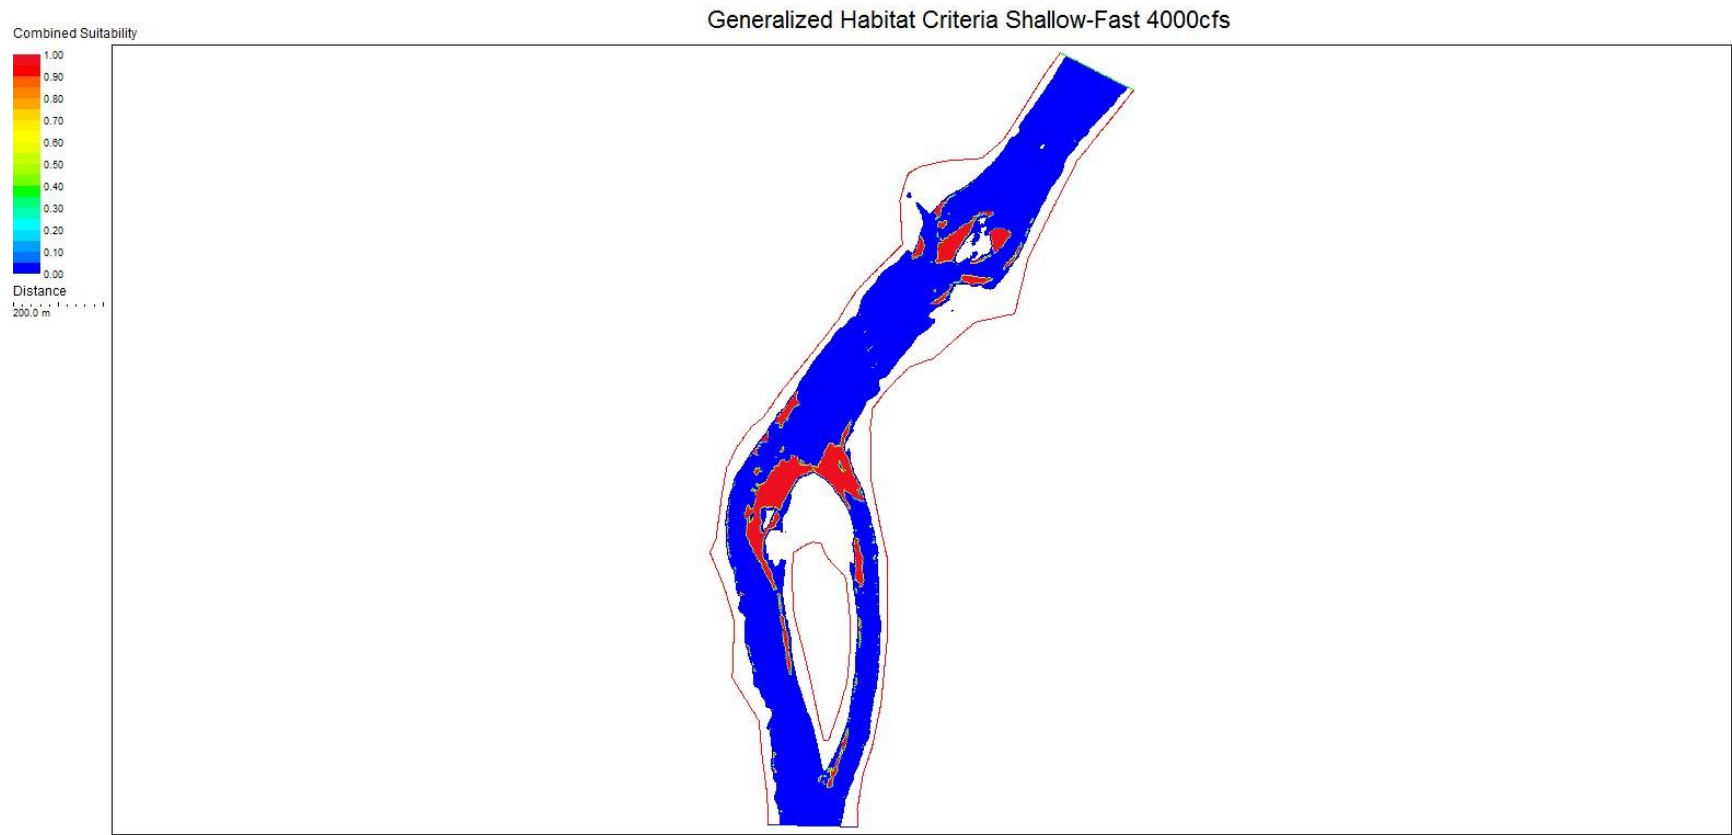 Generalized Habitat Criteria Shallow-Fast 4000cfs
Combined Suitability
1.00
0.90
0.80
0.70
0.60
0.50
0.40
0.30
0.20
0.10
0.00
Distance
200.0 m